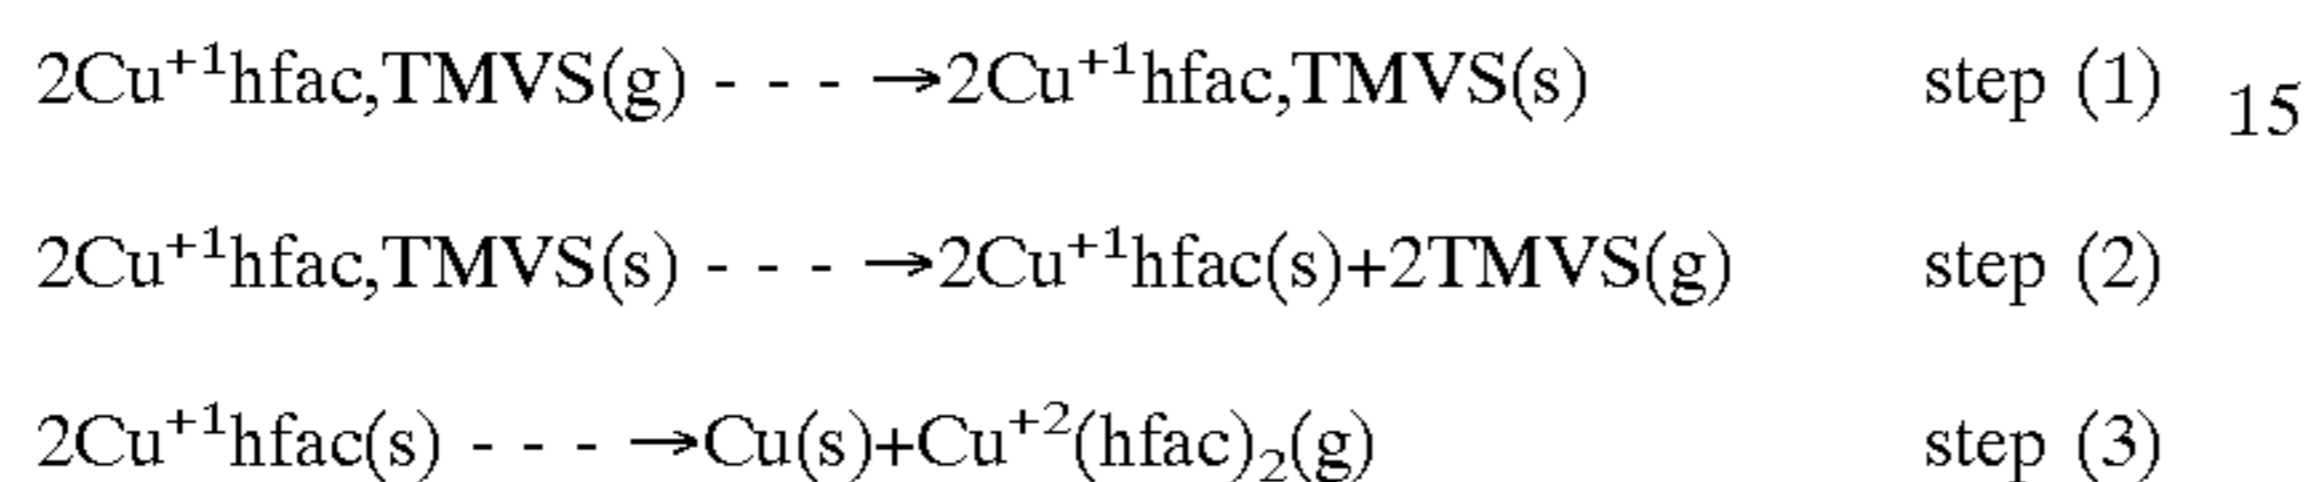 2Cu⁺¹hfac,TMVS(g) - - - →2Cu⁺¹hfac,TMVS(s) step (1) 15
2Cu⁺¹hfac,TMVS(s) - - - →2Cu⁺¹hfac(s)+2TMVS(g) step (2)
2Cu⁺¹hfac(s) - - - →Cu(s)+Cu⁺²(hfac)₂(g) step (3)